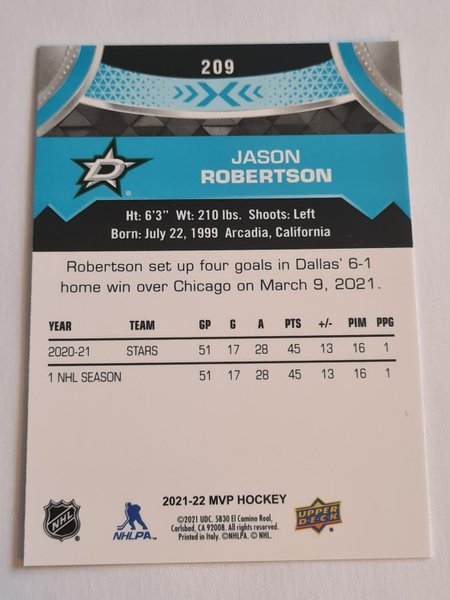 209
JASON
ROBERTSON
D
®
Ht: 6'3" Wt: 210 lbs. Shoots: Left
Born: July 22, 1999 Arcadia, California
Robertson set up four goals in Dallas' 6-1
home win over Chicago on March 9, 2021.
YEAR TEAM GP G A PTS +/- PIM PPG
2020-21 STARS 51 17 28 45 13 16 1
1 NHL SEASON 51 17 28 45 13 16 1
2021-22 MVP HOCKEY
NHL
NHLPA™
©2021 UDC. 5830 El Camino Real,
Carlsbad, CA 92008. All rights reserved.
Printed in Italy. ©NHLPA. © NHL.
UPPER
DECK